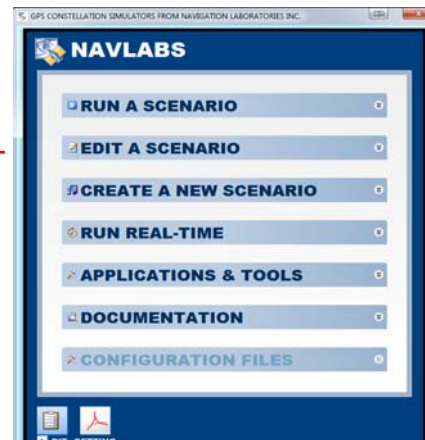 GPS CONSTELLATION SIMULATORS FROM NAVIGATION LABORATORIES INC.
NAVLABS
RUN A SCENARIO
EDIT A SCENARIO
CREATE A NEW SCENARIO
RUN REAL-TIME
APPLICATIONS & TOOLS
DOCUMENTATION
CONFIGURATION FILES